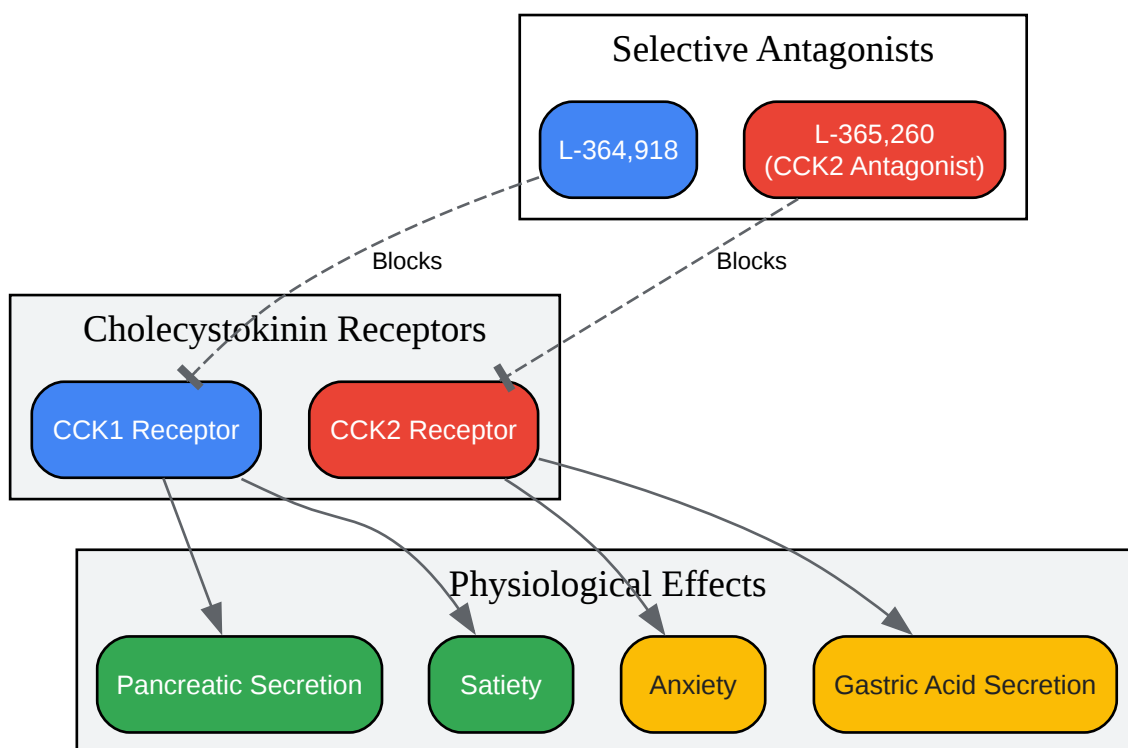 Selective Antagonists
L-364,918
L-365,260
(CCK2 Antagonist)
Blocks
Blocks
Cholecystokinin Receptors
CCK1 Receptor
CCK2 Receptor
Physiological Effects
Pancreatic Secretion
Satiety
Anxiety
Gastric Acid Secretion